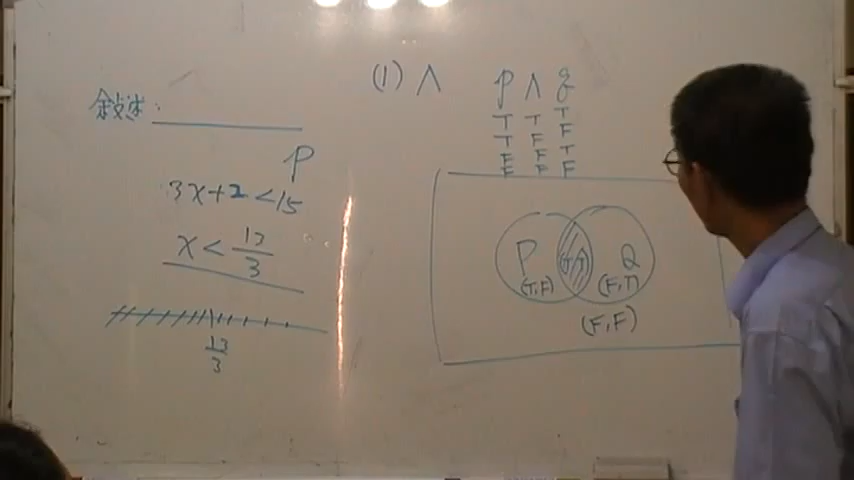 敘述:
P
3x+2<15
x<13/3
13/3
(1) ∧
p ∧ q
T T T
T F F
F F T
F F F
P Q
(T,F) (T,T) (F,T)
(F,F)